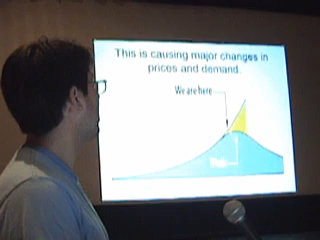 This is causing major changes in
prices and demand.
We are here